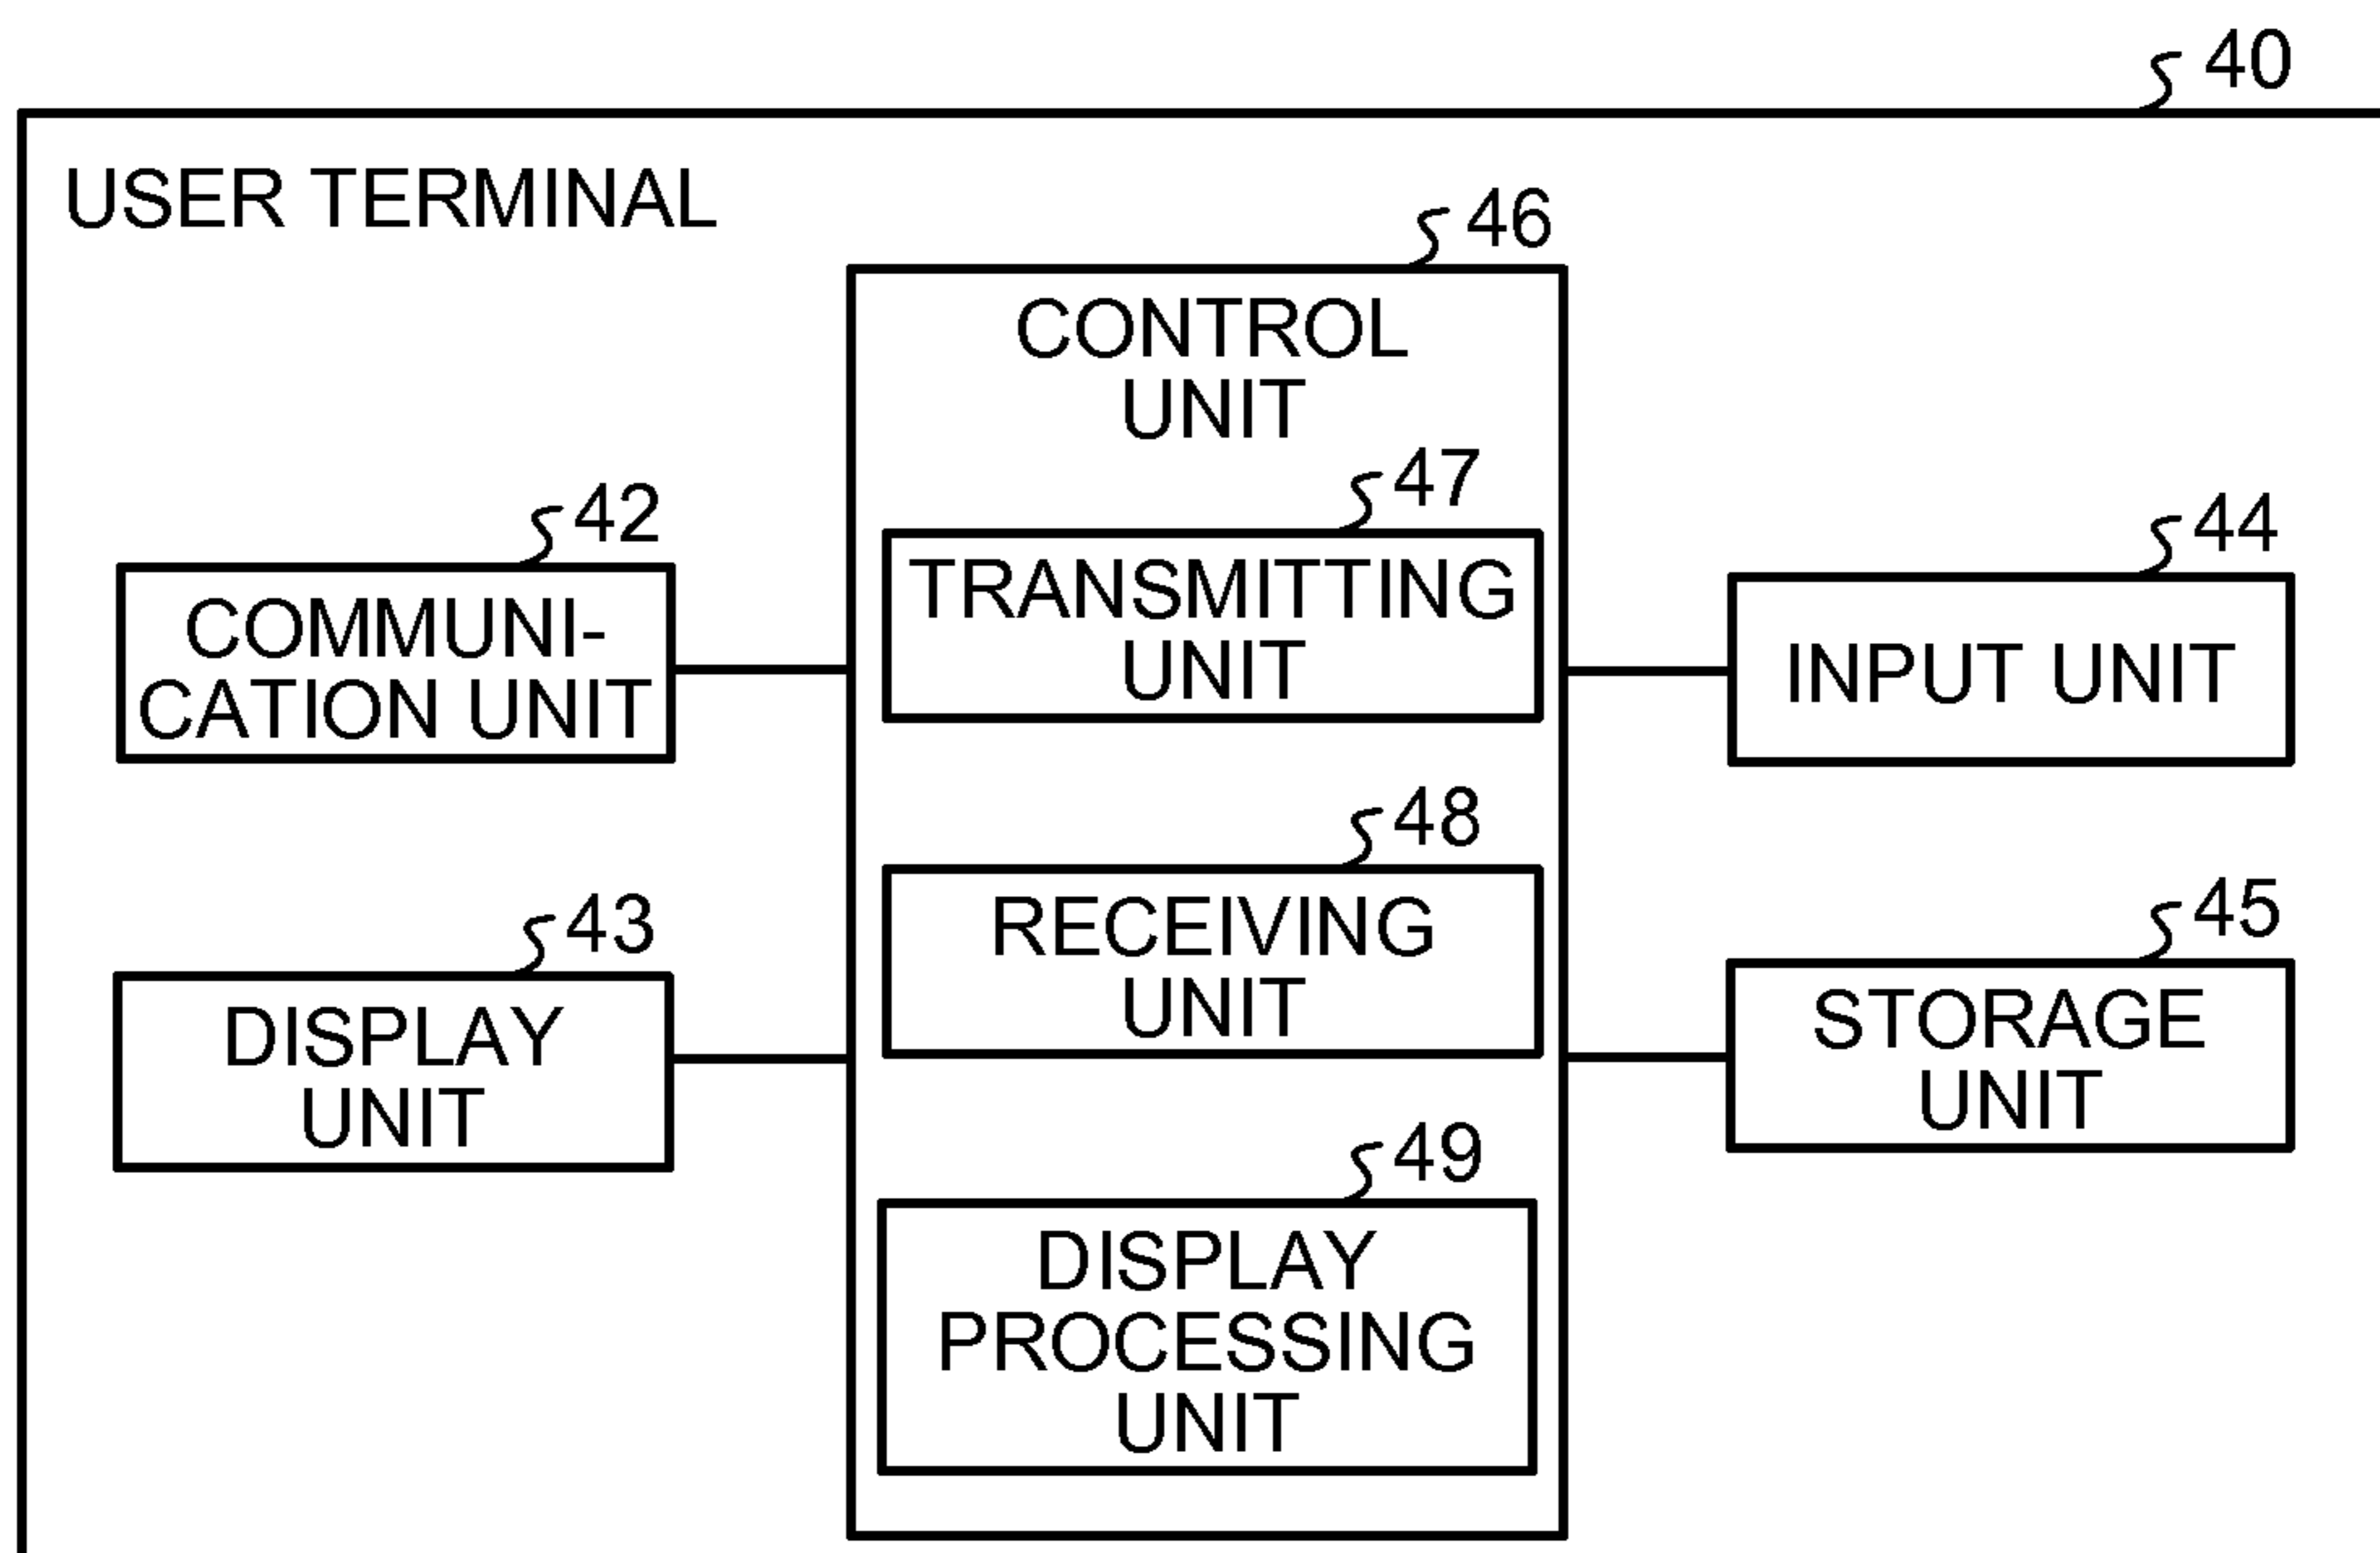 40
USER TERMINAL
46
CONTROL
UNIT
42
COMMUNI-
CATION UNIT
47
TRANSMITTING
UNIT
44
INPUT UNIT
43
DISPLAY
UNIT
48
RECEIVING
UNIT
45
STORAGE
UNIT
49
DISPLAY
PROCESSING
UNIT